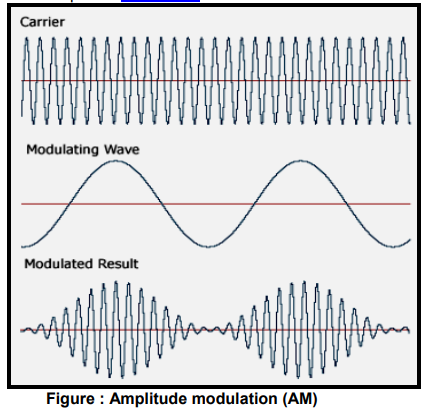 Carrier
Modulating Wave
Modulated Result
Figure : Amplitude modulation (AM)